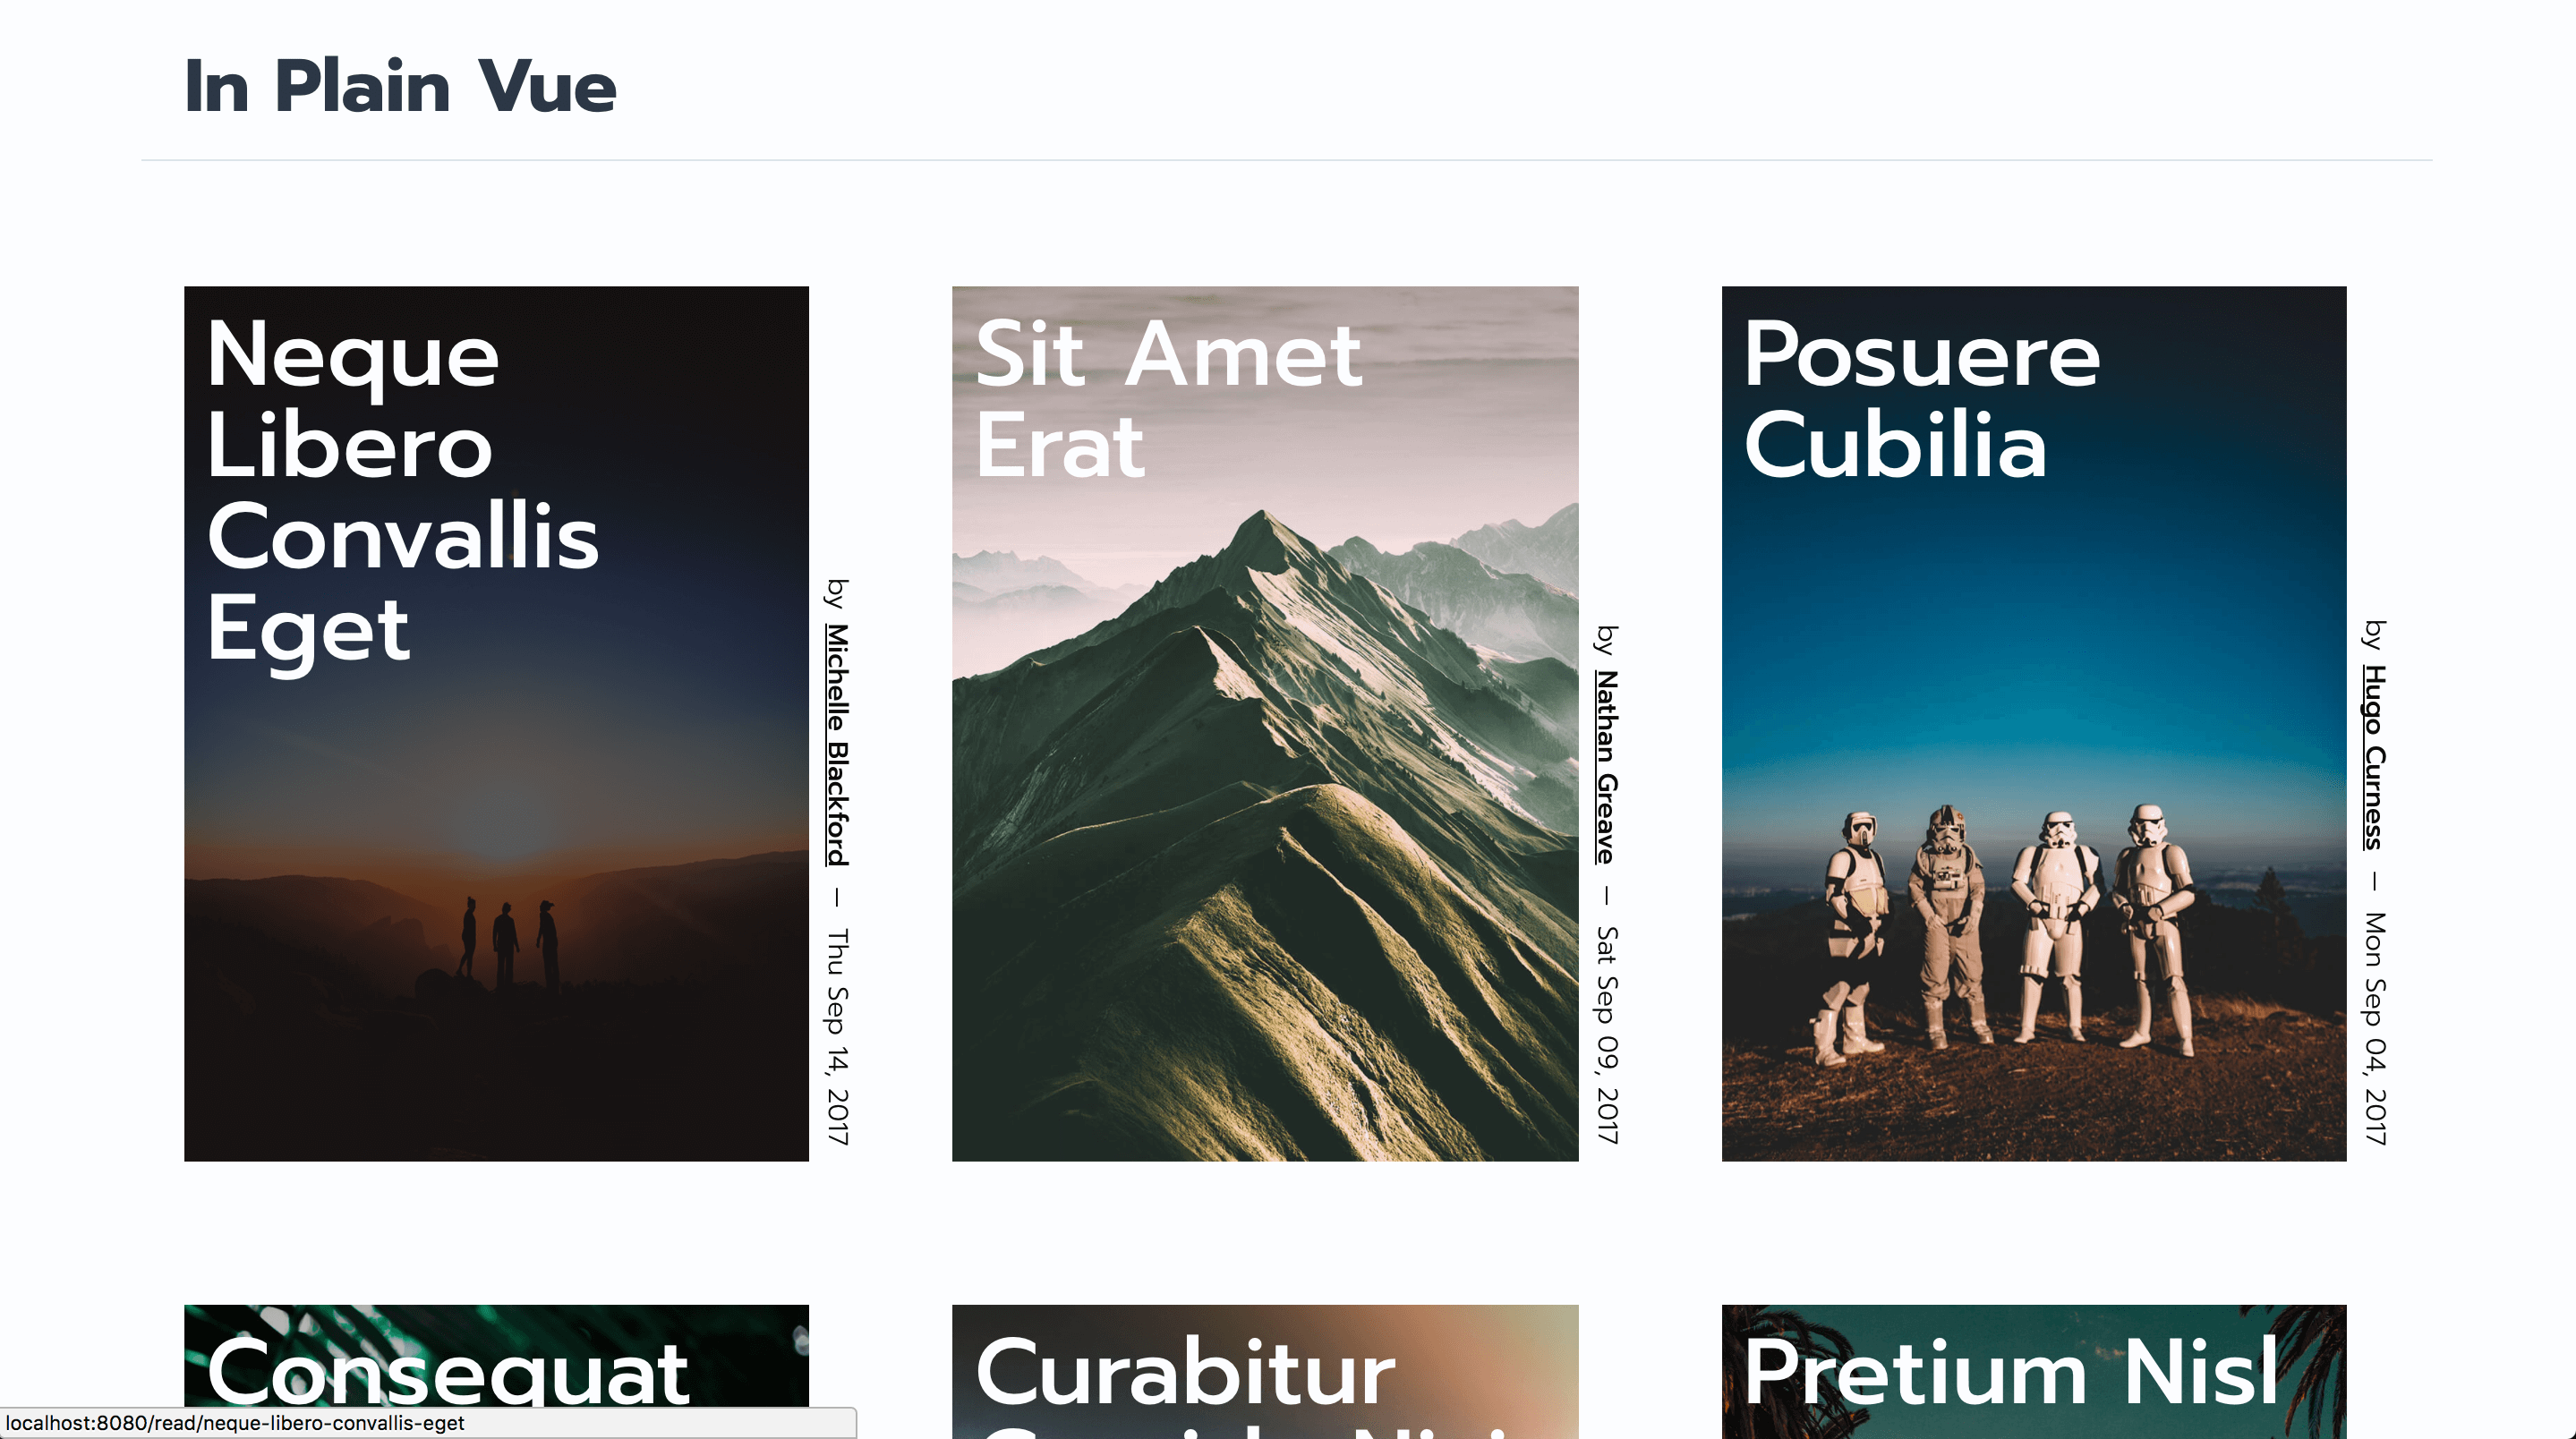 In Plain Vue
Neque
Libero
Convallis
Eget
by Michelle Blackford — Thu Sep 14, 2017
Sit Amet
Erat
by Nathan Greave — Sat Sep 09, 2017
Posuere
Cubilia
by Hugo Curness — Mon Sep 04, 2017
Consequat
Curabitur
Pretium Nisl
localhost:8080/read/neque-libero-convallis-eget